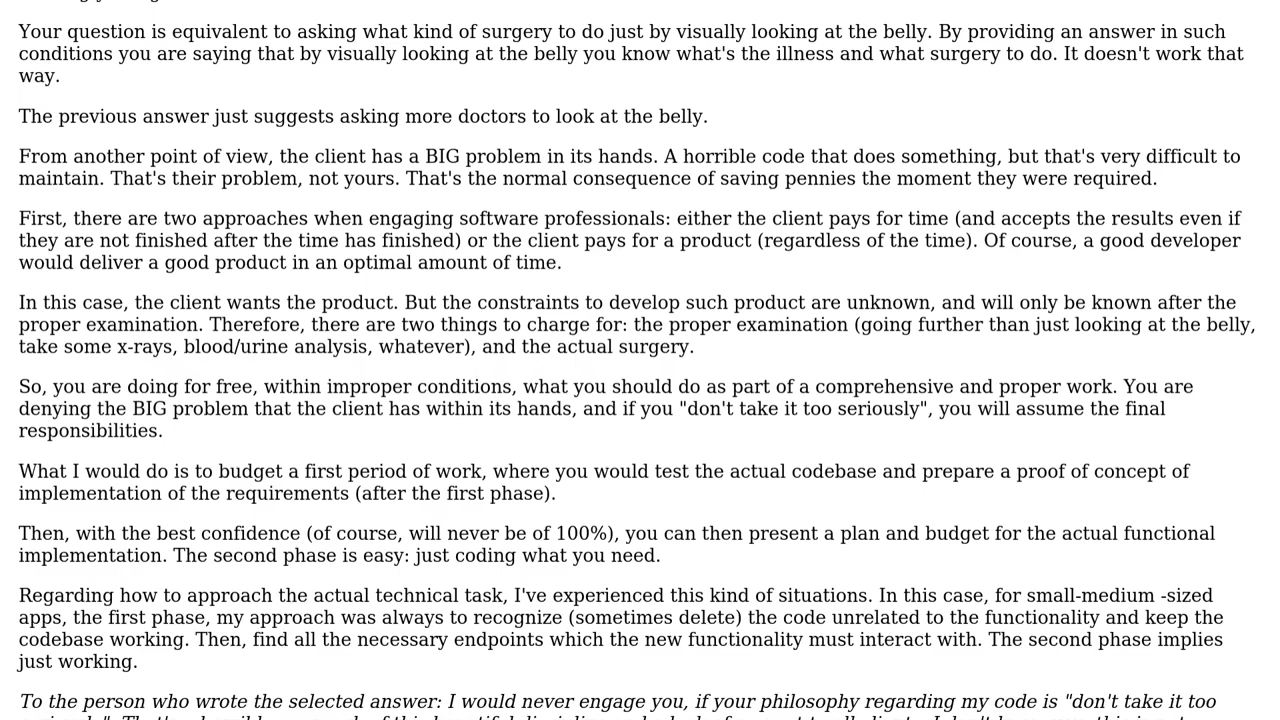 Your question is equivalent to asking what kind of surgery to do just by visually looking at the belly. By providing an answer in such
conditions you are saying that by visually looking at the belly you know what's the illness and what surgery to do. It doesn't work that
way.
The previous answer just suggests asking more doctors to look at the belly.
From another point of view, the client has a BIG problem in its hands. A horrible code that does something, but that's very difficult to
maintain. That's their problem, not yours. That's the normal consequence of saving pennies the moment they were required.
First, there are two approaches when engaging software professionals: either the client pays for time (and accepts the results even if
they are not finished after the time has finished) or the client pays for a product (regardless of the time). Of course, a good developer
would deliver a good product in an optimal amount of time.
In this case, the client wants the product. But the constraints to develop such product are unknown, and will only be known after the
proper examination. Therefore, there are two things to charge for: the proper examination (going further than just looking at the belly,
take some x-rays, blood/urine analysis, whatever), and the actual surgery.
So, you are doing for free, within improper conditions, what you should do as part of a comprehensive and proper work. You are
denying the BIG problem that the client has within its hands, and if you "don't take it too seriously", you will assume the final
responsibilities.
What I would do is to budget a first period of work, where you would test the actual codebase and prepare a proof of concept of
implementation of the requirements (after the first phase).
Then, with the best confidence (of course, will never be of 100%), you can then present a plan and budget for the actual functional
implementation. The second phase is easy: just coding what you need.
Regarding how to approach the actual technical task, I've experienced this kind of situations. In this case, for small-medium -sized
apps, the first phase, my approach was always to recognize (sometimes delete) the code unrelated to the functionality and keep the
codebase working. Then, find all the necessary endpoints which the new functionality must interact with. The second phase implies
just working.
To the person who wrote the selected answer: I would never engage you, if your philosophy regarding my code is "don't take it too